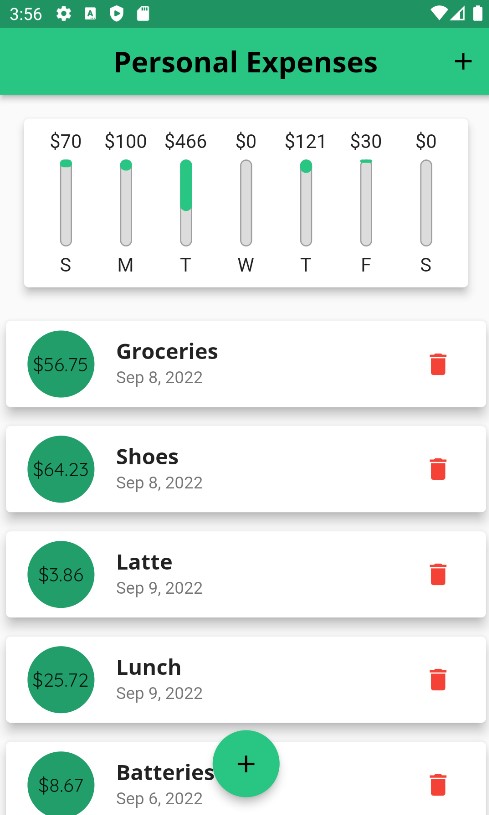 3:56
Personal Expenses +
$70 $100 $466 $0 $121 $30 $0
S M T W T F S
$56.75 Groceries
Sep 8, 2022
$64.23 Shoes
Sep 8, 2022
$3.86 Latte
Sep 9, 2022
$25.72 Lunch
Sep 9, 2022
$8.67 Batteries +
Sep 6, 2022